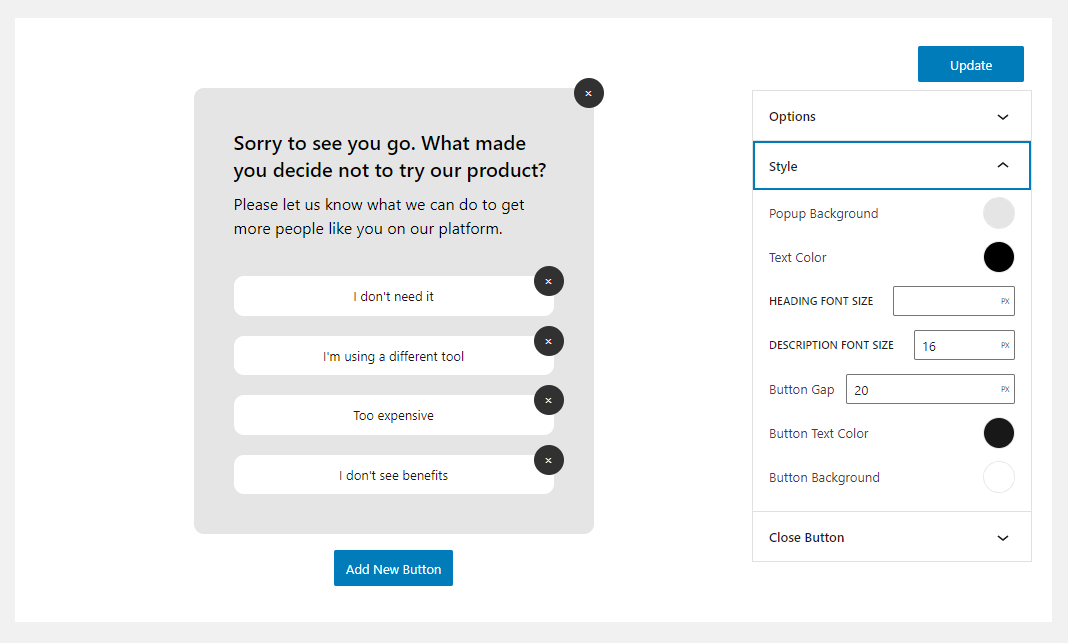 Update
×
Sorry to see you go. What made
you decide not to try our product?
Please let us know what we can do to get
more people like you on our platform.
I don't need it
×
I'm using a different tool
×
Too expensive
×
I don't see benefits
×
Add New Button
Options
Style
Popup Background
Text Color
HEADING FONT SIZE PX
DESCRIPTION FONT SIZE 16 PX
Button Gap 20 PX
Button Text Color
Button Background
Close Button